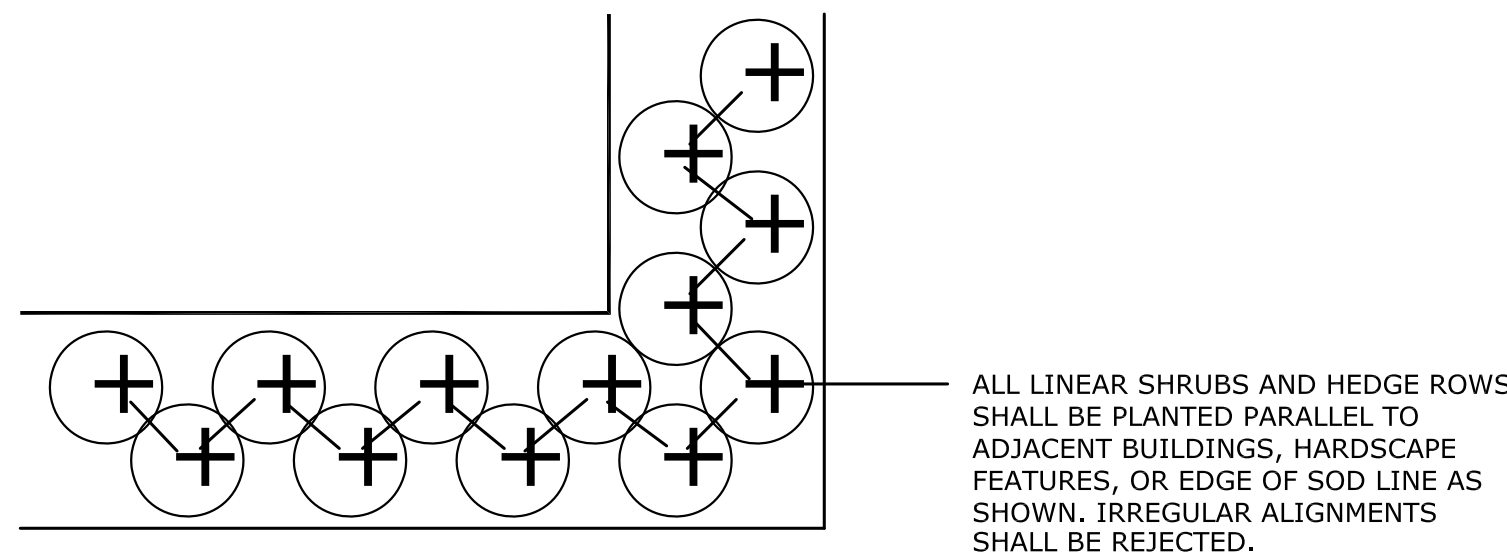 ALL LINEAR SHRUBS AND HEDGE ROWS
SHALL BE PLANTED PARALLEL TO
ADJACENT BUILDINGS, HARDSCAPE
FEATURES, OR EDGE OF SOD LINE AS
SHOWN. IRREGULAR ALIGNMENTS
SHALL BE REJECTED.